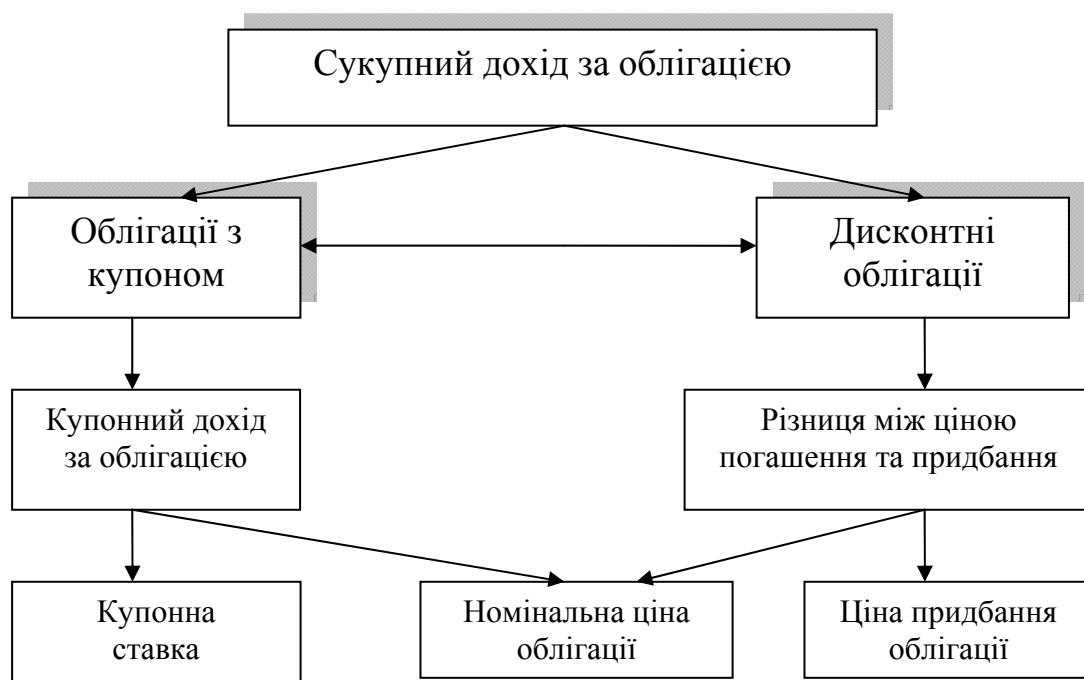 Сукупний дохід за облігацією
Облігації з
купоном
Дисконтні
облігації
Купонний дохід
за облігацією
Різниця між ціною
погашення та придбання
Купонна
ставка
Номінальна ціна
облігації
Ціна придбання
облігації